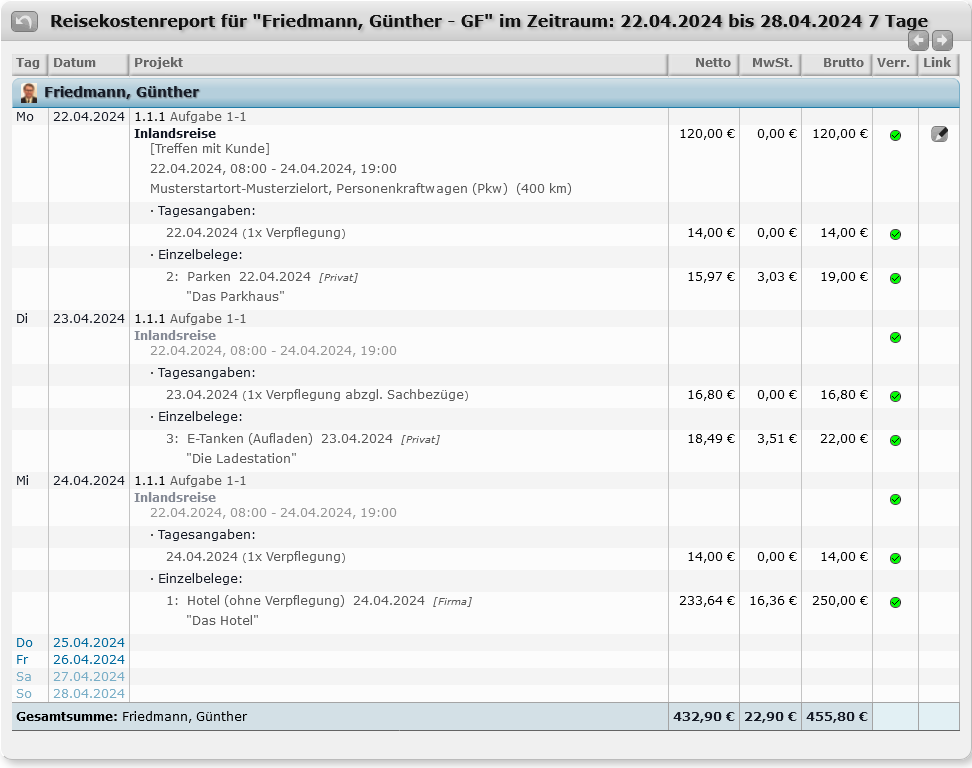 Reisekostenreport für "Friedmann, Günther - GF" im Zeitraum: 22.04.2024 bis 28.04.2024 7 Tage
Tag Datum Projekt Netto MwSt. Brutto Verr. Link
Friedmann, Günther
Mo 22.04.2024 1.1.1 Aufgabe 1-1
Inlandsreise 120,00 € 0,00 € 120,00 €
[Treffen mit Kunde]
22.04.2024, 08:00 - 24.04.2024, 19:00
Musterstartort-Musterzielort, Personenkraftwagen (Pkw) (400 km)
· Tagesangaben:
22.04.2024 (1x Verpflegung) 14,00 € 0,00 € 14,00 €
· Einzelbelege:
2: Parken 22.04.2024 [Privat] 15,97 € 3,03 € 19,00 €
"Das Parkhaus"
Di 23.04.2024 1.1.1 Aufgabe 1-1
Inlandsreise
22.04.2024, 08:00 - 24.04.2024, 19:00
· Tagesangaben:
23.04.2024 (1x Verpflegung abzgl. Sachbezüge) 16,80 € 0,00 € 16,80 €
· Einzelbelege:
3: E-Tanken (Aufladen) 23.04.2024 [Privat] 18,49 € 3,51 € 22,00 €
"Die Ladestation"
Mi 24.04.2024 1.1.1 Aufgabe 1-1
Inlandsreise
22.04.2024, 08:00 - 24.04.2024, 19:00
· Tagesangaben:
24.04.2024 (1x Verpflegung) 14,00 € 0,00 € 14,00 €
· Einzelbelege:
1: Hotel (ohne Verpflegung) 24.04.2024 [Firma] 233,64 € 16,36 € 250,00 €
"Das Hotel"
Do 25.04.2024
Fr 26.04.2024
Sa 27.04.2024
So 28.04.2024
Gesamtsumme: Friedmann, Günther 432,90 € 22,90 € 455,80 €